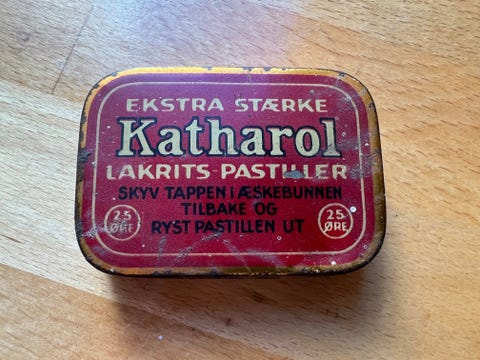 EKSTRA STÆRKE
Katharol
LAKRITS-PASTILLER
SKYV TAPPEN I ÆSKEBUNNEN
TILBAKE OG
RYST PASTILLEN UT
25 ØRE
25 ØRE